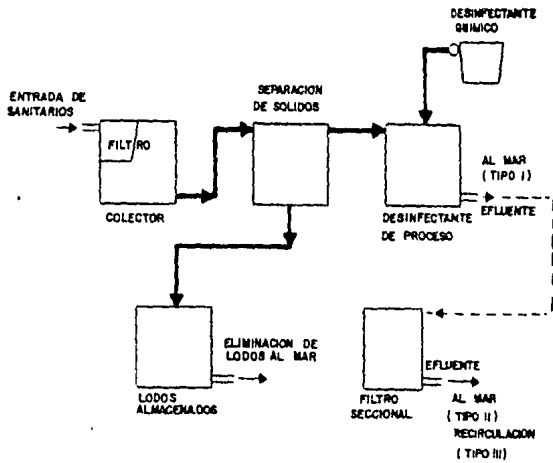 DESINFECTANTE
QUIMICO
SEPARACION
DE SOLIDOS
ENTRADA DE
SANITARIOS
FILTRO
COLECTOR
DESINFECTANTE
DE PROCESO
AL MAR
( TIPO I )
EFLUENTE
ELIMINACION DE
LODOS AL MAR
LODOS
ALMACENADOS
FILTRO
SECCIONAL
EFLUENTE
AL MAR
( TIPO II )
RECIRCULACION
( TIPO III )